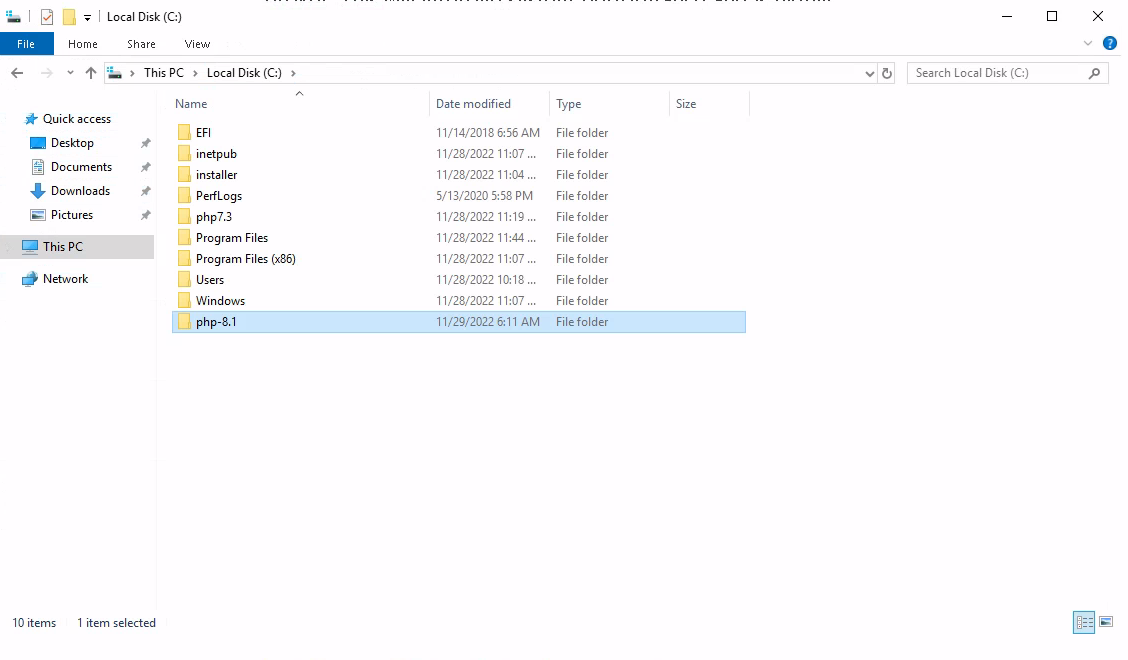 Local Disk (C:)
File Home Share View
This PC Local Disk (C:) Search Local Disk (C:)
Name Date modified Type Size
Quick access
Desktop
Documents
Downloads
Pictures
This PC
Network
EFI 11/14/2018 6:56 AM File folder
inetpub 11/28/2022 11:07 ... File folder
installer 11/28/2022 11:04 ... File folder
PerfLogs 5/13/2020 5:58 PM File folder
php7.3 11/28/2022 11:19 ... File folder
Program Files 11/28/2022 11:44 ... File folder
Program Files (x86) 11/28/2022 11:07 ... File folder
Users 11/28/2022 10:18 ... File folder
Windows 11/28/2022 11:07 ... File folder
php-8.1 11/29/2022 6:11 AM File folder
10 items 1 item selected